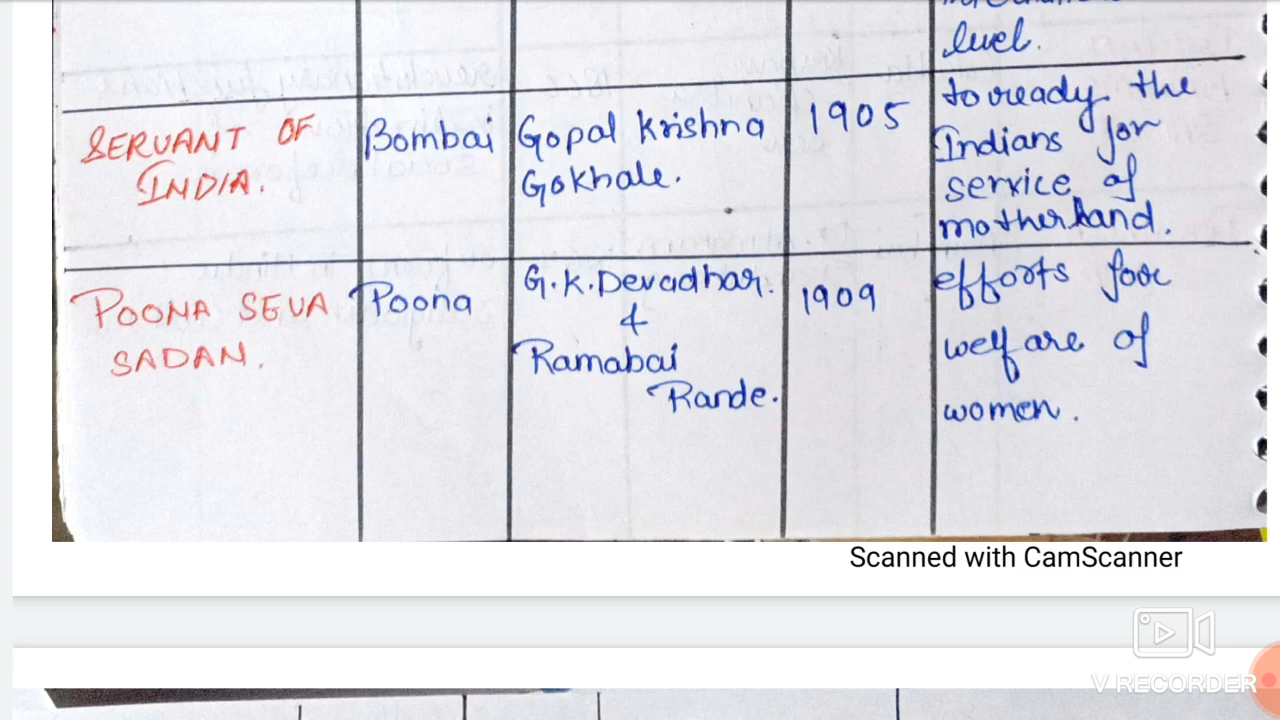 level.
SERVANT OF
INDIA.
Bombai
Gopal Krishna
Gokhale.
1905
to ready the
Indians for
service of
motherland.
POONA SEVA
SADAN.
Poona
G.K. Devadhar.
&
Ramabai
Rande.
1909
efforts for
welfare of
women.
Scanned with CamScanner
V RECORDER